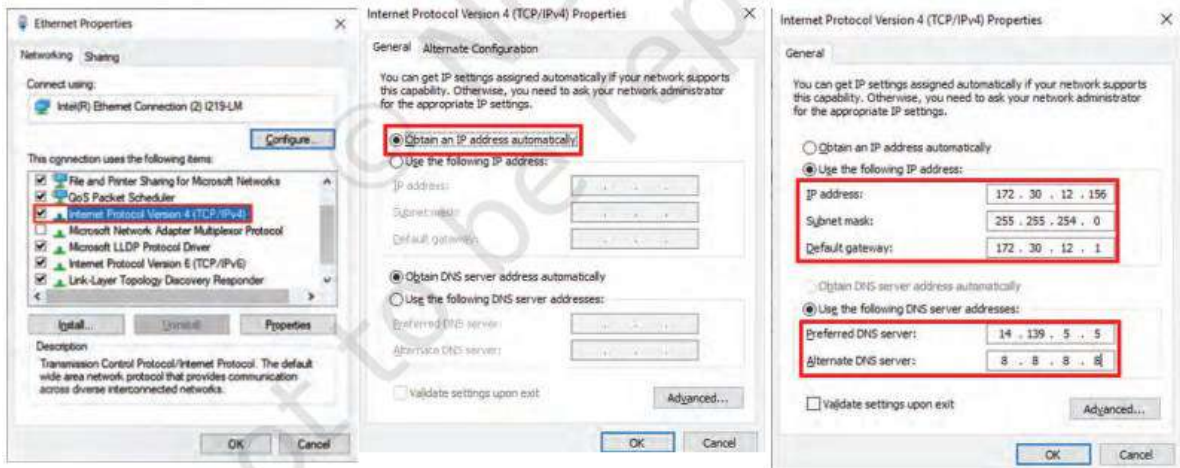 Ethernet Properties
Networking Sharing
Connect using:
Intel(R) Ethernet Connection (2) I219-LM
Configure...
This connection uses the following items:
File and Printer Sharing for Microsoft Networks
QoS Packet Scheduler
Internet Protocol Version 4 (TCP/IPv4)
Microsoft Network Adapter Multiplexor Protocol
Microsoft LLDP Protocol Driver
Internet Protocol Version 6 (TCP/IPv6)
Link-Layer Topology Discovery Responder
Install... Uninstall Properties
Description
Transmission Control Protocol/Internet Protocol. The default
wide area network protocol that provides communication
across diverse interconnected networks.
OK Cancel
Internet Protocol Version 4 (TCP/IPv4) Properties
General Alternate Configuration
You can get IP settings assigned automatically if your network supports
this capability. Otherwise, you need to ask your network administrator
for the appropriate IP settings.
Obtain an IP address automatically
Use the following IP address:
IP address:
Subnet mask:
Default gateway:
Obtain DNS server address automatically
Use the following DNS server addresses:
Preferred DNS server:
Alternate DNS server:
Validate settings upon exit
Advanced...
OK Cancel
Internet Protocol Version 4 (TCP/IPv4) Properties
General
You can get IP settings assigned automatically if your network supports
this capability. Otherwise, you need to ask your network administrator
for the appropriate IP settings.
Obtain an IP address automatically
Use the following IP address:
IP address: 172 . 30 . 12 . 156
Subnet mask: 255 . 255 . 254 . 0
Default gateway: 172 . 30 . 12 . 1
Obtain DNS server address automatically
Use the following DNS server addresses:
Preferred DNS server: 14 . 139 . 5 . 5
Alternate DNS server: 8 . 8 . 8 . 8
Validate settings upon exit
Advanced...
OK Cancel